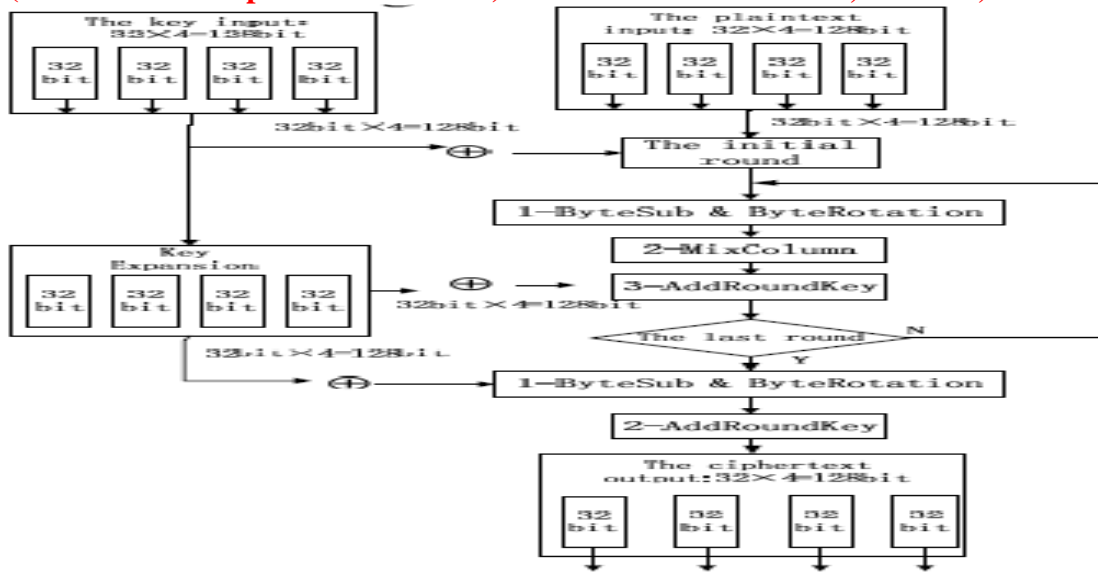 The key input:
32×4=128bit
32 bit
32 bit
32 bit
32 bit
The plaintext
input: 32×4=128bit
32 bit
32 bit
32 bit
32 bit
32bit×4=128bit
32bit×4=128bit
The initial
round
1-ByteSub & ByteRotation
2-MixColumn
Key
Expansion
32 bit
32 bit
32 bit
32 bit
32bit×4=128bit
3-AddRoundKey
The last round
N
Y
32bit×4=128bit
1-ByteSub & ByteRotation
2-AddRoundKey
The ciphertext
output:32×4=128bit
32 bit
32 bit
32 bit
32 bit